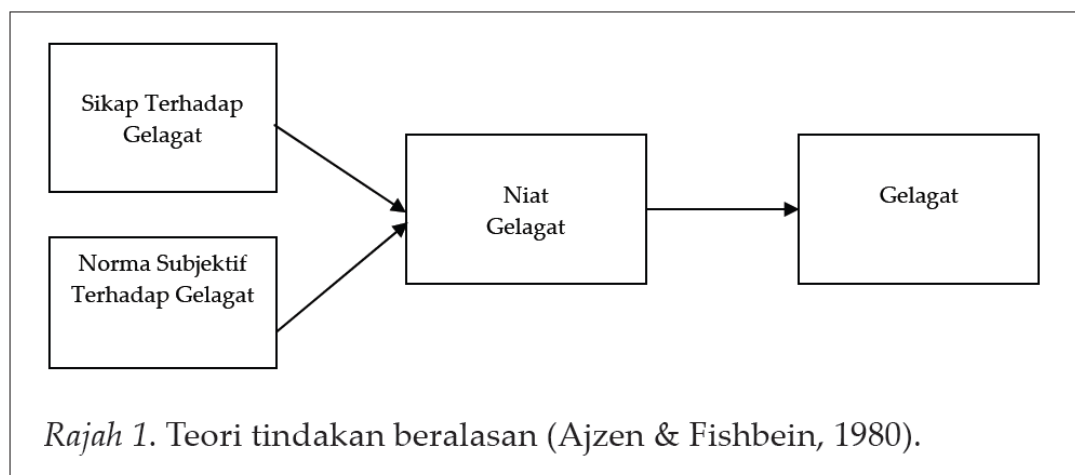 Sikap Terhadap
Gelagat
Norma Subjektif
Terhadap Gelagat
Niat
Gelagat
Gelagat
Rajah 1. Teori tindakan beralasan (Ajzen & Fishbein, 1980).